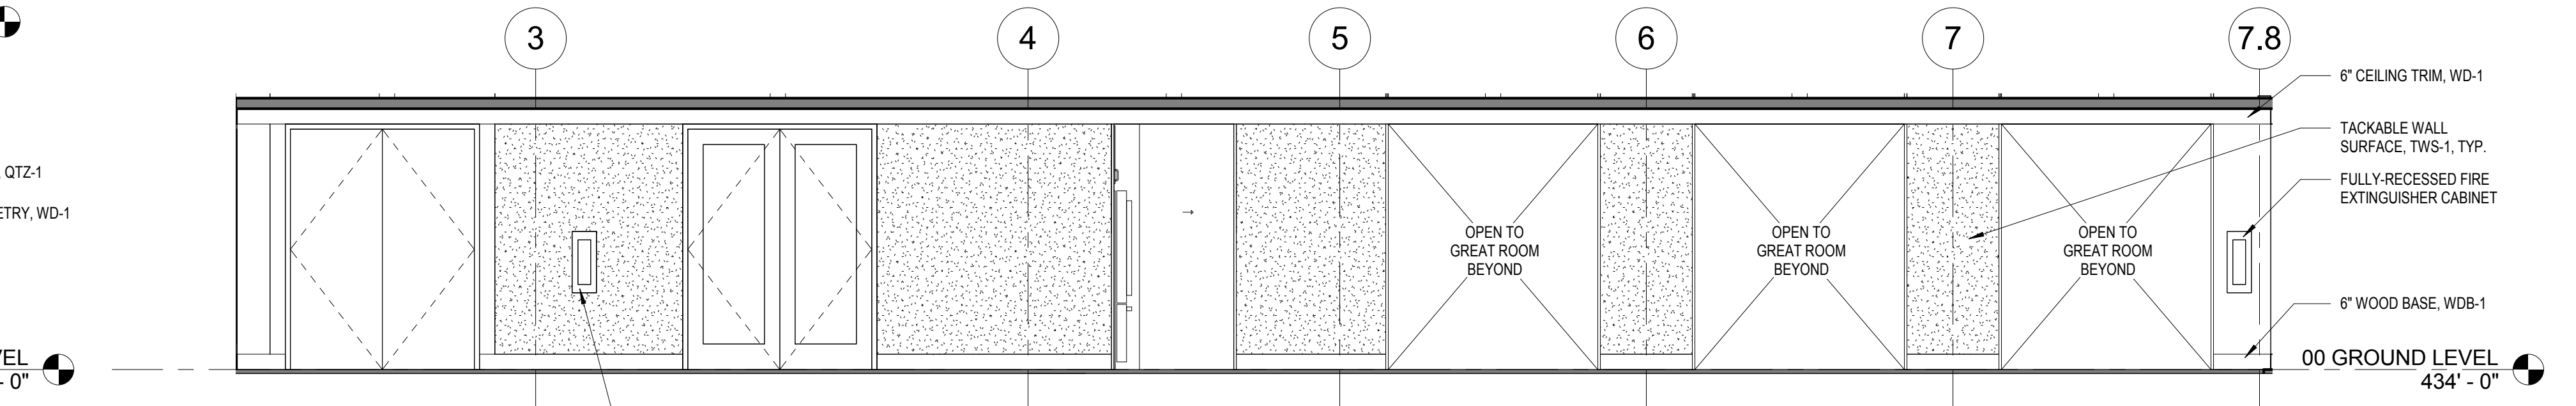 3
4
5
6
7
7.8
6" CEILING TRIM, WD-1
TACKABLE WALL
SURFACE, TWS-1, TYP.
QTZ-1
FULLY-RECESSED FIRE
EXTINGUISHER CABINET
WD-1
OPEN TO
GREAT ROOM
BEYOND
OPEN TO
GREAT ROOM
BEYOND
OPEN TO
GREAT ROOM
BEYOND
6" WOOD BASE, WDB-1
00 GROUND LEVEL
434' - 0"
- 0"